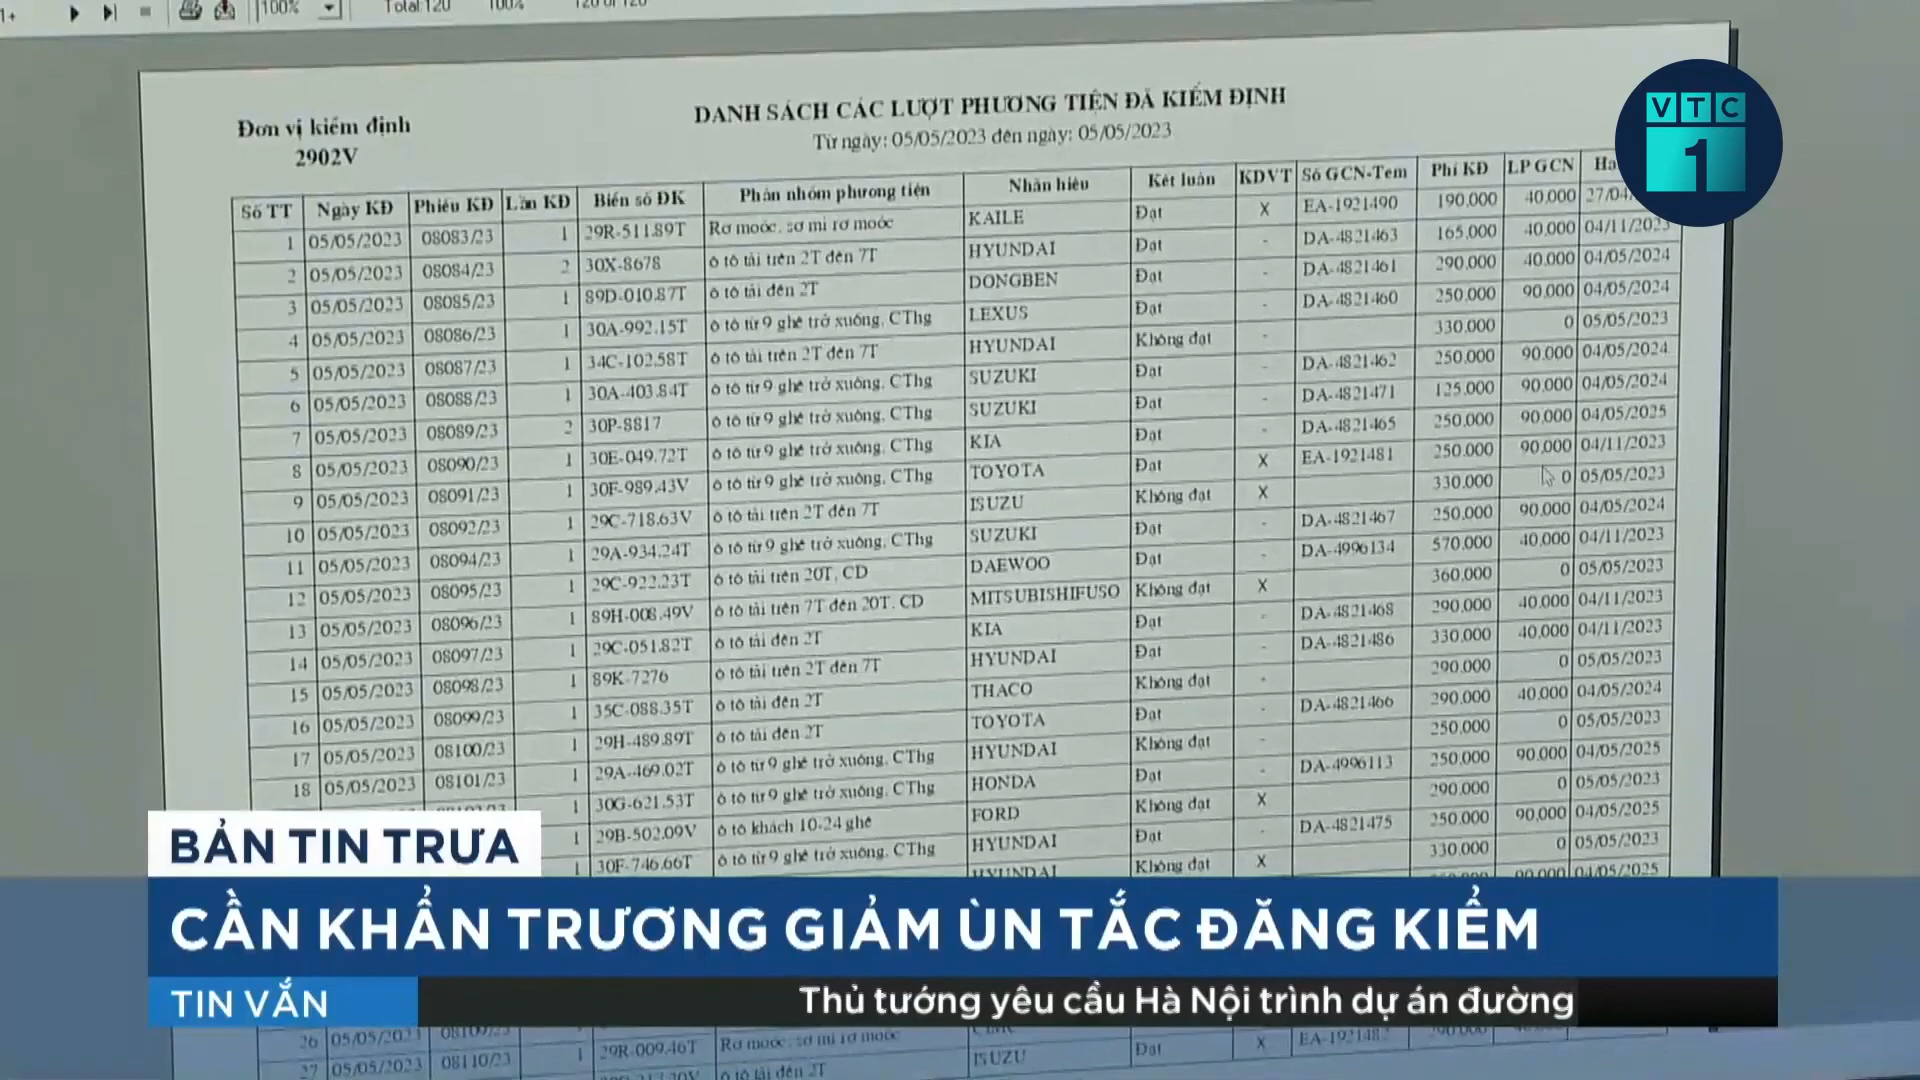 100%
Total:120
100%
120 of 120
Đơn vị kiểm định
2902V
DANH SÁCH CÁC LƯỢT PHƯƠNG TIỆN ĐÃ KIỂM ĐỊNH
Từ ngày: 05/05/2023 đến ngày: 05/05/2023
VTC
1
Số TT Ngày KĐ Phiếu KĐ Lần KĐ Biển số ĐK Phân nhóm phương tiện Nhãn hiệu Kết luận KDVT Số GCN-Tem Phí KĐ LP GCN
1 05/05/2023 08083/23 1 29R-511.89T Rơ moóc, sơ mi rơ moóc KAILE Đạt X EA-1921490 190.000 40.000 27/04/
2 05/05/2023 08084/23 2 30X-8678 ô tô tải trên 2T đến 7T HYUNDAI Đạt - DA-4821463 165.000 40.000 04/11/2023
3 05/05/2023 08085/23 1 89D-010.87T ô tô tải đến 2T DONGBEN Đạt - DA-4821461 290.000 40.000 04/05/2024
4 05/05/2023 08086/23 1 30A-992.15T ô tô từ 9 ghế trở xuống, CThg LEXUS Đạt - DA-4821460 250.000 90.000 04/05/2024
5 05/05/2023 08087/23 1 34C-102.58T ô tô tải trên 2T đến 7T HYUNDAI Không đạt - 330.000 0 05/05/2023
6 05/05/2023 08088/23 1 30A-403.84T ô tô từ 9 ghế trở xuống, CThg SUZUKI Đạt - DA-4821462 250.000 90.000 04/05/2024
7 05/05/2023 08089/23 2 30P-8817 ô tô từ 9 ghế trở xuống, CThg SUZUKI Đạt - DA-4821471 125.000 90.000 04/05/2024
8 05/05/2023 08090/23 1 30E-049.72T ô tô từ 9 ghế trở xuống, CThg KIA Đạt - DA-4821465 250.000 90.000 04/05/2025
9 05/05/2023 08091/23 1 30F-989.43V ô tô từ 9 ghế trở xuống, CThg TOYOTA Đạt X EA-1921481 250.000 90.000 04/11/2023
10 05/05/2023 08092/23 1 29C-718.63V ô tô tải trên 2T đến 7T ISUZU Không đạt X 330.000 0 05/05/2023
11 05/05/2023 08094/23 1 29A-934.24T ô tô từ 9 ghế trở xuống, CThg SUZUKI Đạt - DA-4821467 250.000 90.000 04/05/2024
12 05/05/2023 08095/23 1 29C-922.23T ô tô tải trên 20T, CD DAEWOO Đạt - DA-4996134 570.000 40.000 04/11/2023
13 05/05/2023 08096/23 1 89H-008.49V ô tô tải trên 7T đến 20T, CD MITSUBISHIFUSO Không đạt X 360.000 0 05/05/2023
14 05/05/2023 08097/23 1 29C-051.82T ô tô tải đến 2T KIA Đạt - DA-4821468 290.000 40.000 04/11/2023
15 05/05/2023 08098/23 1 89K-7276 ô tô tải trên 2T đến 7T HYUNDAI Đạt - DA-4821486 330.000 40.000 04/11/2023
16 05/05/2023 08099/23 1 35C-088.35T ô tô tải đến 2T THACO Không đạt - 290.000 0 05/05/2023
17 05/05/2023 08100/23 1 29H-489.89T ô tô tải đến 2T TOYOTA Đạt - DA-4821466 290.000 40.000 04/05/2024
18 05/05/2023 08101/23 1 29A-469.02T ô tô từ 9 ghế trở xuống, CThg HYUNDAI Không đạt - 250.000 0 05/05/2023
1 30G-621.53T ô tô từ 9 ghế trở xuống, CThg HONDA Đạt - DA-4996113 250.000 90.000 04/05/2025
1 29B-502.09V ô tô khách 10-24 ghế FORD Không đạt X 290.000 0 05/05/2023
1 30F-746.66T ô tô từ 9 ghế trở xuống, CThg HYUNDAI Đạt - DA-4821475 250.000 90.000 04/05/2025
HYUNDAI Không đạt X 330.000 0 05/05/2023
90.000 04/05/2025
BẢN TIN TRƯA
CẦN KHẨN TRƯƠNG GIẢM ÙN TẮC ĐĂNG KIỂM
TIN VẮN
Thủ tướng yêu cầu Hà Nội trình dự án đường
26 05/05/2023 08109/23 29R-009.46T Rơ moóc, sơ mi rơ moóc Đạt X
27 05/05/2023 08110/23 1 ô tô tải đến 2T ISUZU